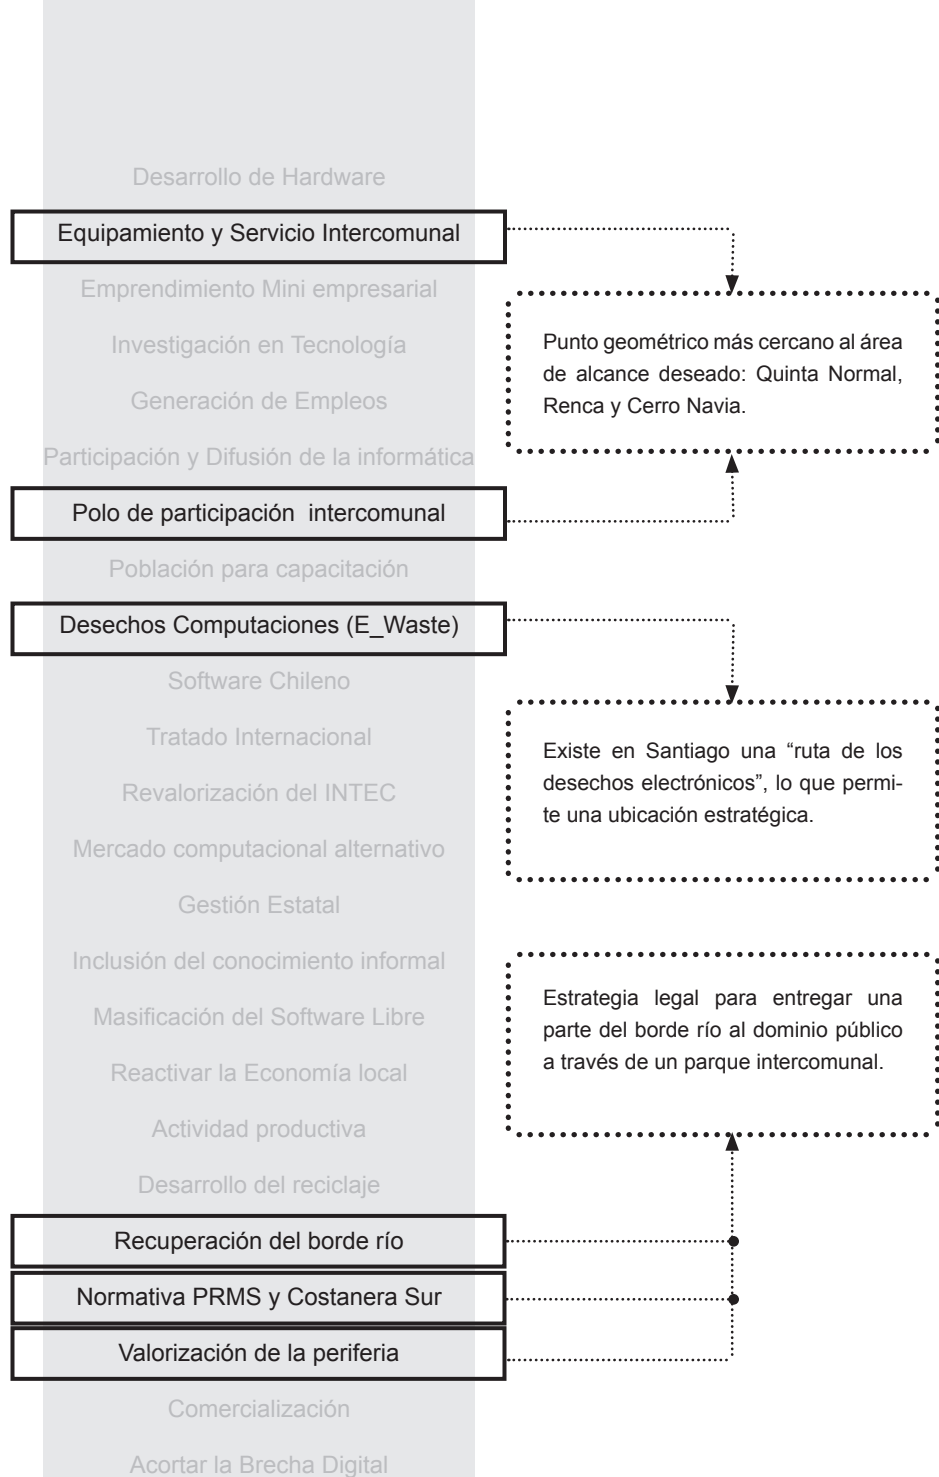 Desarrollo de Hardware
Equipamiento y Servicio Intercomunal
Emprendimiento Mini empresarial
Investigación en Tecnología
Generación de Empleos
Participación y Difusión de la informática
Polo de participación intercomunal
Población para capacitación
Desechos Computaciones (E_Waste)
Software Chileno
Tratado Internacional
Revalorización del INTEC
Mercado computacional alternativo
Gestión Estatal
Inclusión del conocimiento informal
Masificación del Software Libre
Reactivar la Economía local
Actividad productiva
Desarrollo del reciclaje
Recuperación del borde río
Normativa PRMS y Costanera Sur
Valorización de la periferia
Comercialización
Acortar la Brecha Digital
Punto geométrico más cercano al área
de alcance deseado: Quinta Normal,
Renca y Cerro Navia.
Existe en Santiago una “ruta de los
desechos electrónicos”, lo que permi-
te una ubicación estratégica.
Estrategia legal para entregar una
parte del borde río al dominio público
a través de un parque intercomunal.